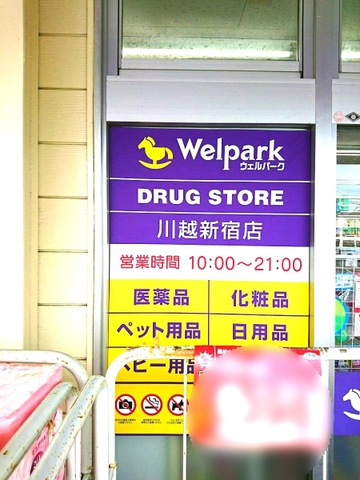 Welpark
ウェルパーク
DRUG STORE
川越新宿店
営業時間 10:00～21:00
医薬品 化粧品
ペット用品 日用品
ベビー用品